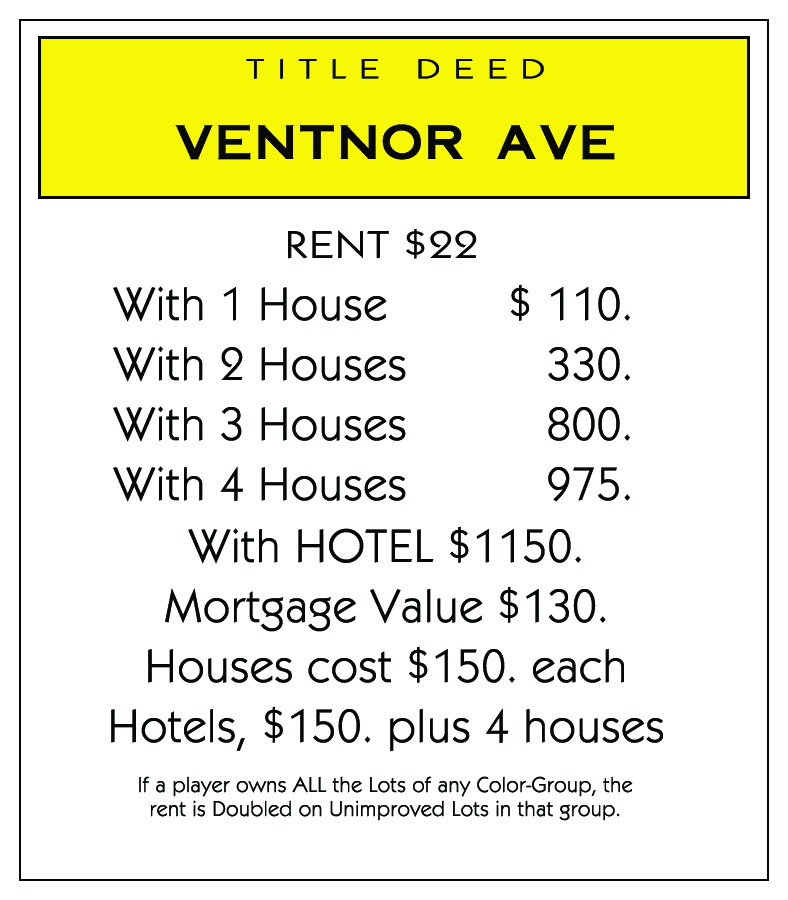 TITLE DEED
VENTNOR AVE
RENT $22
With 1 House $ 110.
With 2 Houses 330.
With 3 Houses 800.
With 4 Houses 975.
With HOTEL $1150.
Mortgage Value $130.
Houses cost $150. each
Hotels, $150. plus 4 houses
If a player owns ALL the Lots of any Color-Group, the
rent is Doubled on Unimproved Lots in that group.